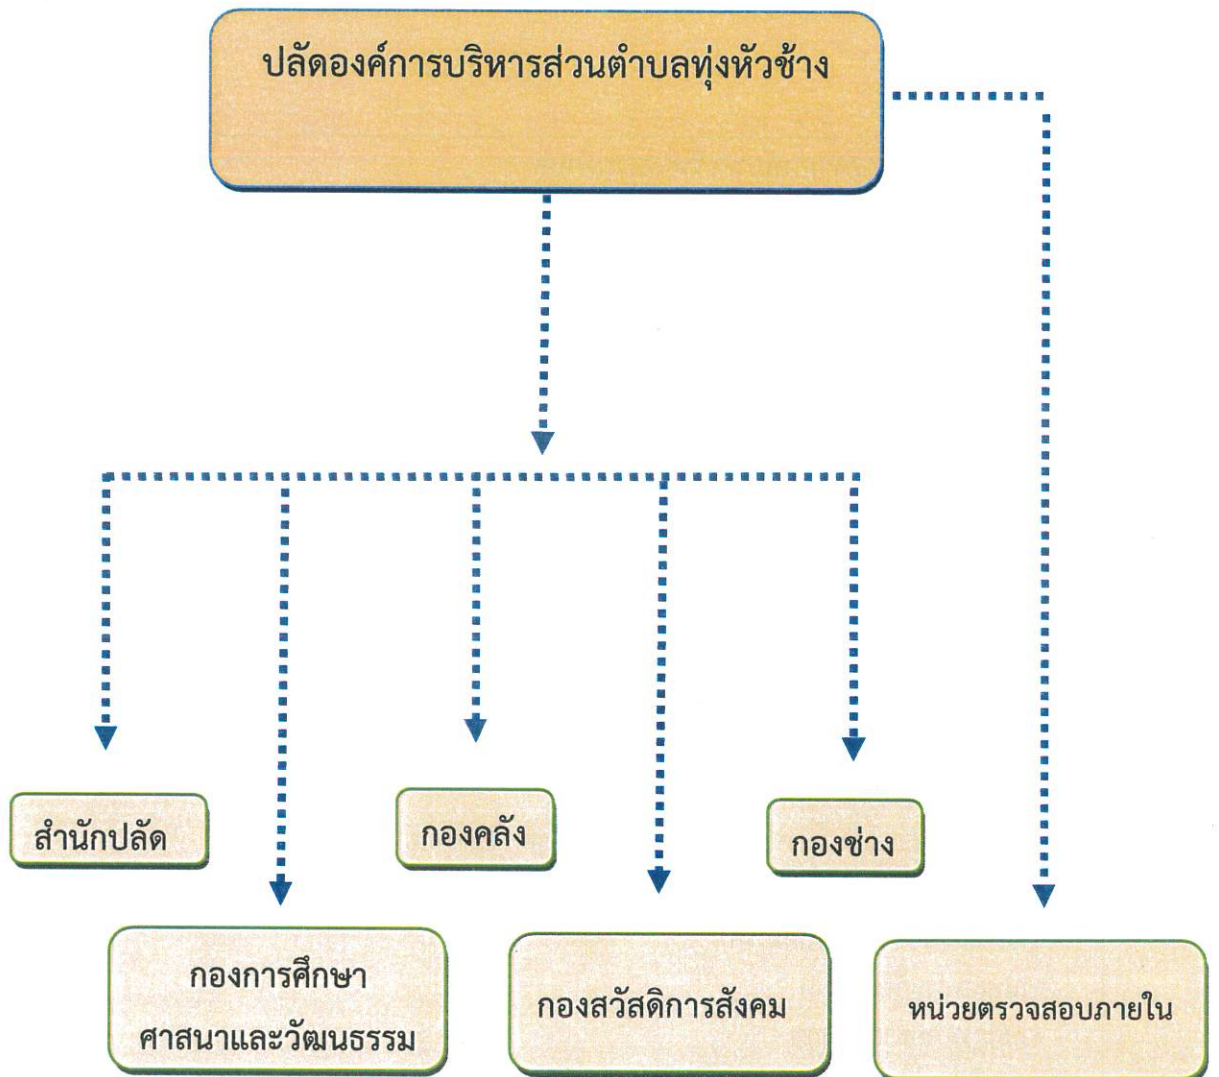 ปลัดองค์การบริหารส่วนตำบลทุ่งหัวช้าง
สำนักปลัด
กองคลัง
กองช่าง
กองการศึกษา
ศาสนาและวัฒนธรรม
กองสวัสดิการสังคม
หน่วยตรวจสอบภายใน